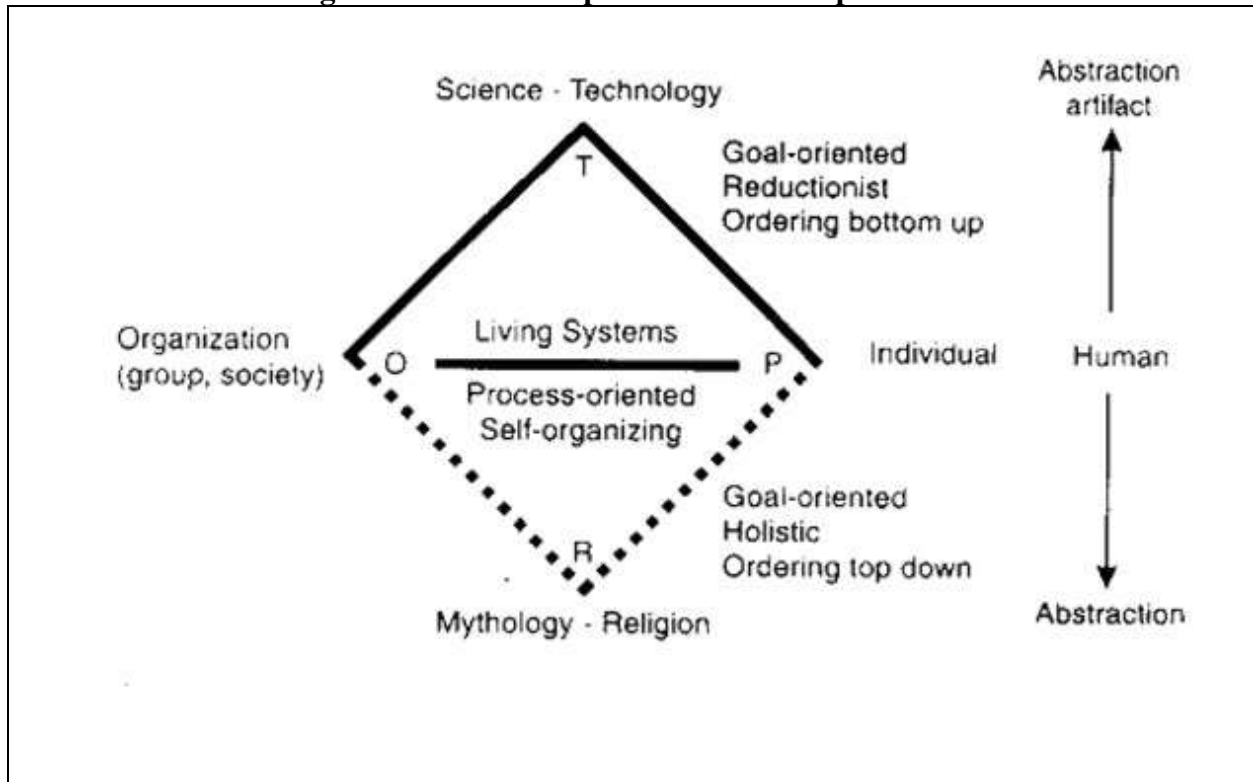 Science - Technology
Abstraction
artifact
T
Goal-oriented
Reductionist
Ordering bottom up
Organization
(group, society)
O
Living Systems
P
Individual
Human
Process-oriented
Self-organizing
Goal-oriented
Holistic
Ordering top down
R
Mythology - Religion
Abstraction